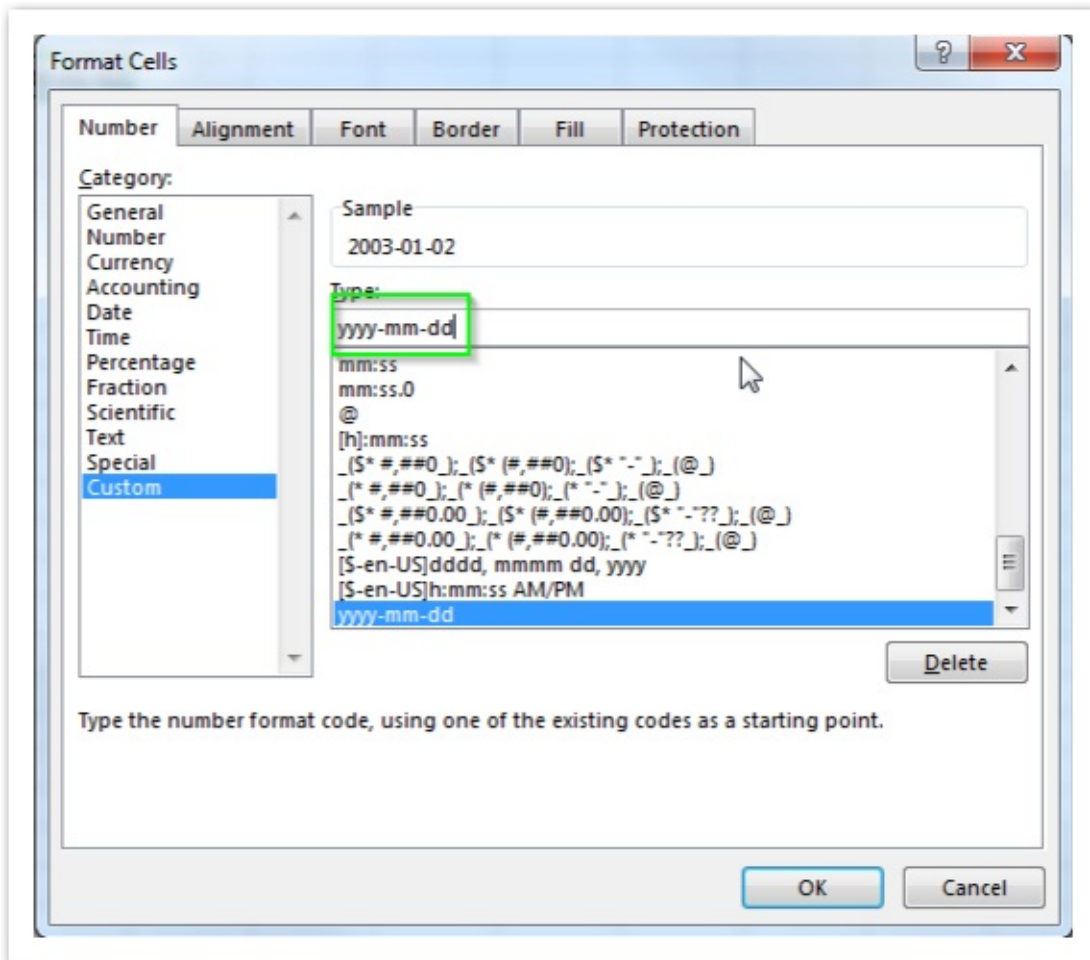 Format Cells
Number Alignment Font Border Fill Protection
Category:
General
Number
Currency
Accounting
Date
Time
Percentage
Fraction
Scientific
Text
Special
Custom
Sample
2003-01-02
Type:
yyyy-mm-dd
mm:ss
mm:ss.0
@
[h]:mm:ss
_($* #,##0_);_($* (#,##0);_($* "-"_);_(@_)
_(* #,##0_);_(* (#,##0);_(* "-"_);_(@_)
_($* #,##0.00_);_($* (#,##0.00);_($* "-"??_);_(@_)
_(* #,##0.00_);_(* (#,##0.00);_(* "-"??_);_(@_)
[$-en-US]dddd, mmmm dd, yyyy
[$-en-US]h:mm:ss AM/PM
yyyy-mm-dd
Delete
Type the number format code, using one of the existing codes as a starting point.
OK Cancel